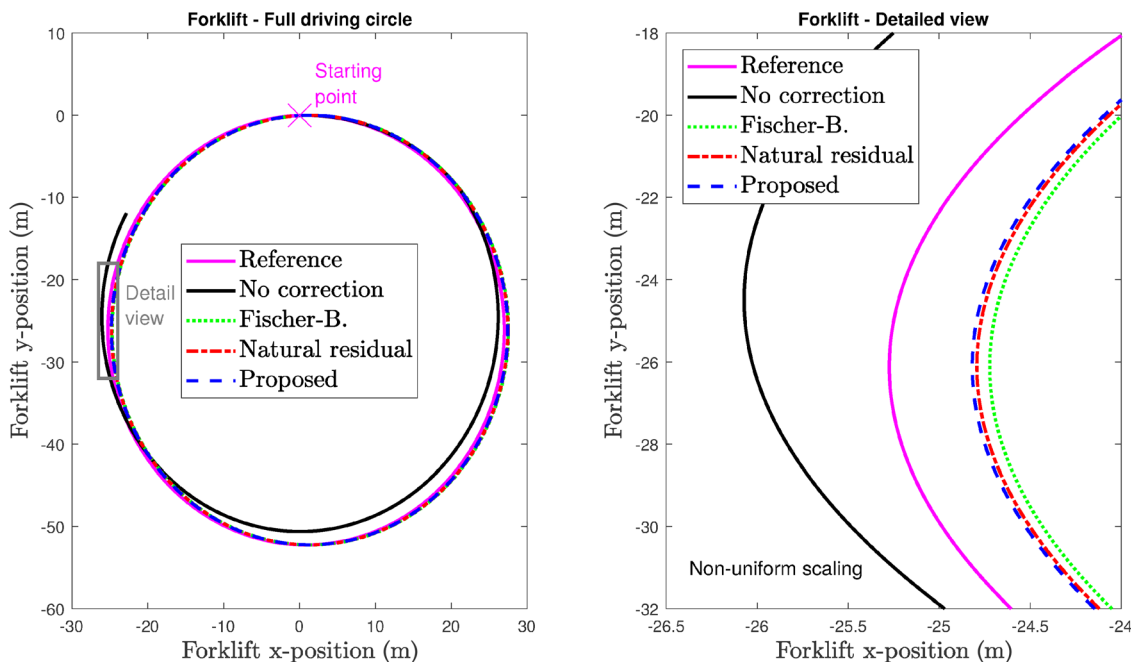 Forklift - Full driving circle
10
0
-10
-20
-30
-40
-50
-60
-30
-20
-10
0
10
20
30
Forklift y-position (m)
Forklift x-position (m)
Starting
point
Detail
view
Reference
No correction
Fischer-B.
Natural residual
Proposed
Forklift - Detailed view
-18
-20
-22
-24
-26
-28
-30
-32
-26.5
-26
-25.5
-25
-24.5
-24
Forklift y-position (m)
Forklift x-position (m)
Reference
No correction
Fischer-B.
Natural residual
Proposed
Non-uniform scaling